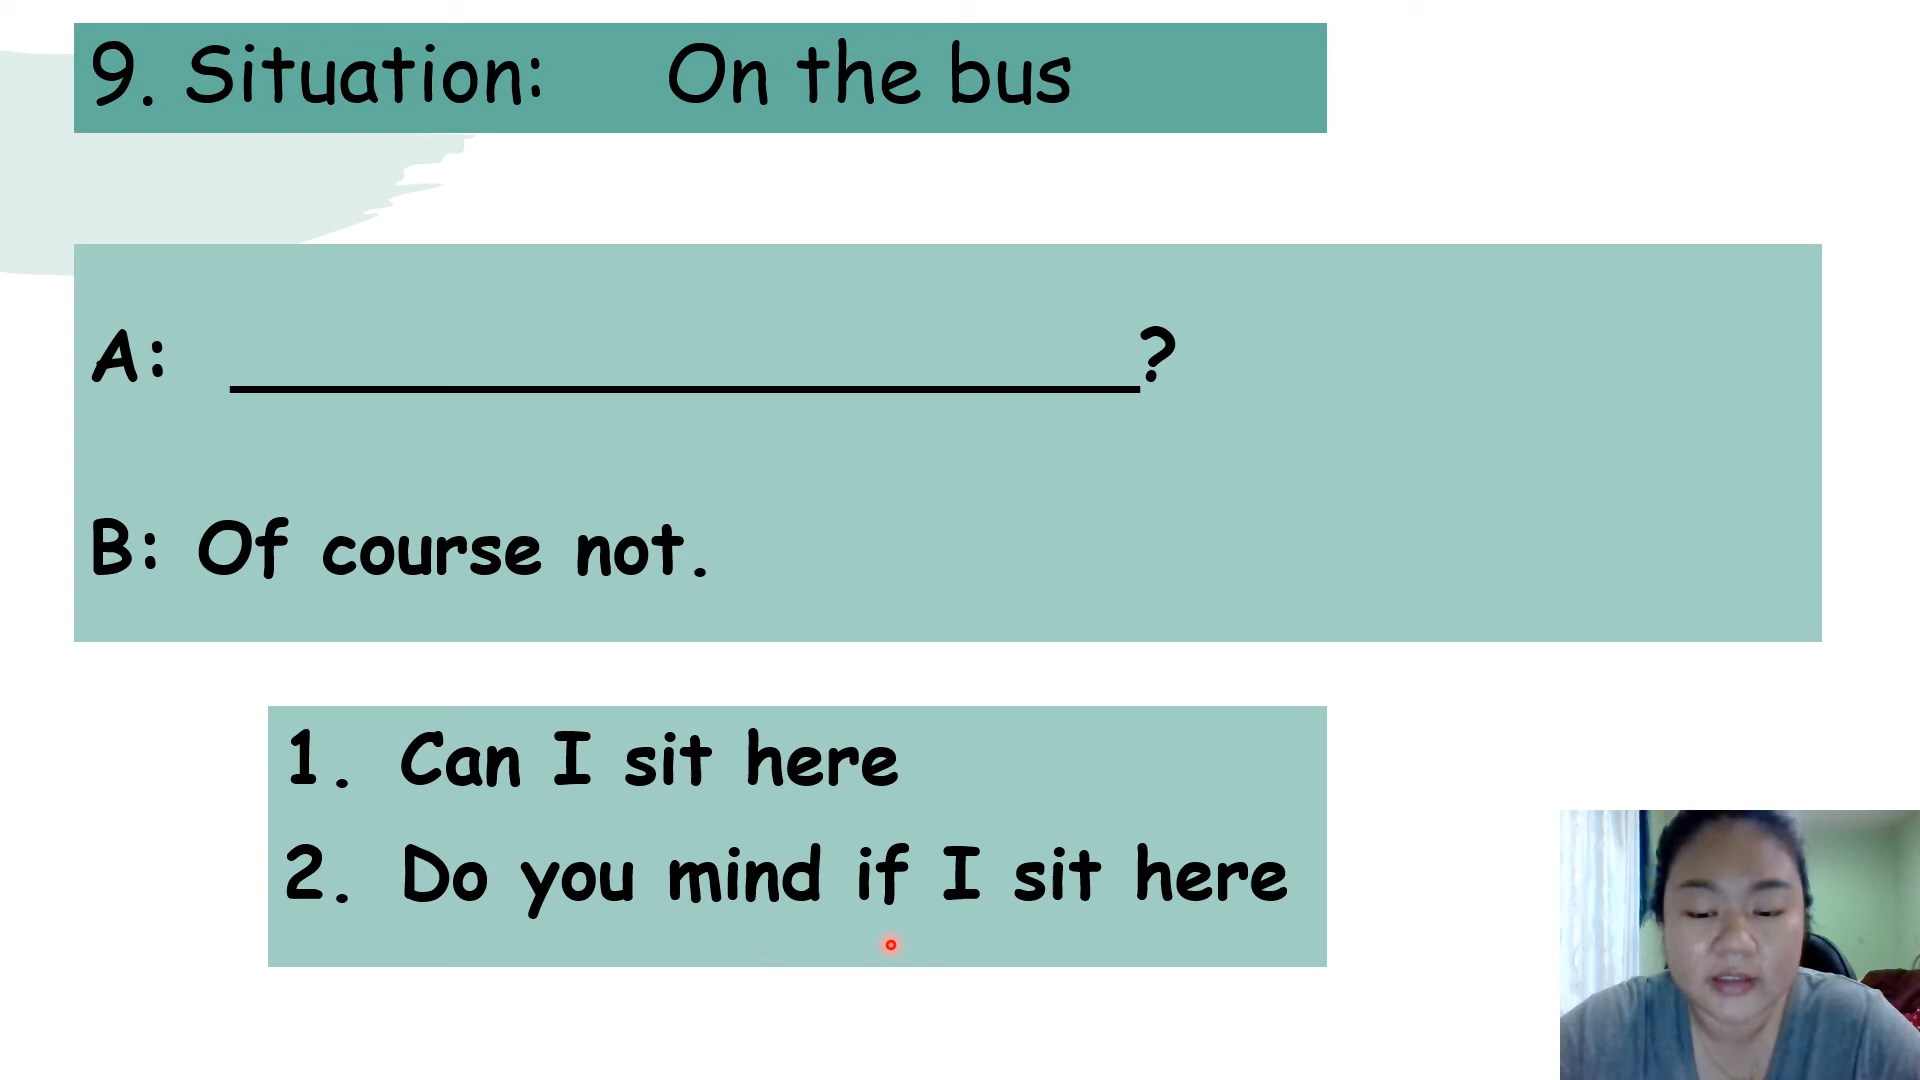 9. Situation: On the bus
A: ____________________?
B: Of course not.
1. Can I sit here
2. Do you mind if I sit here